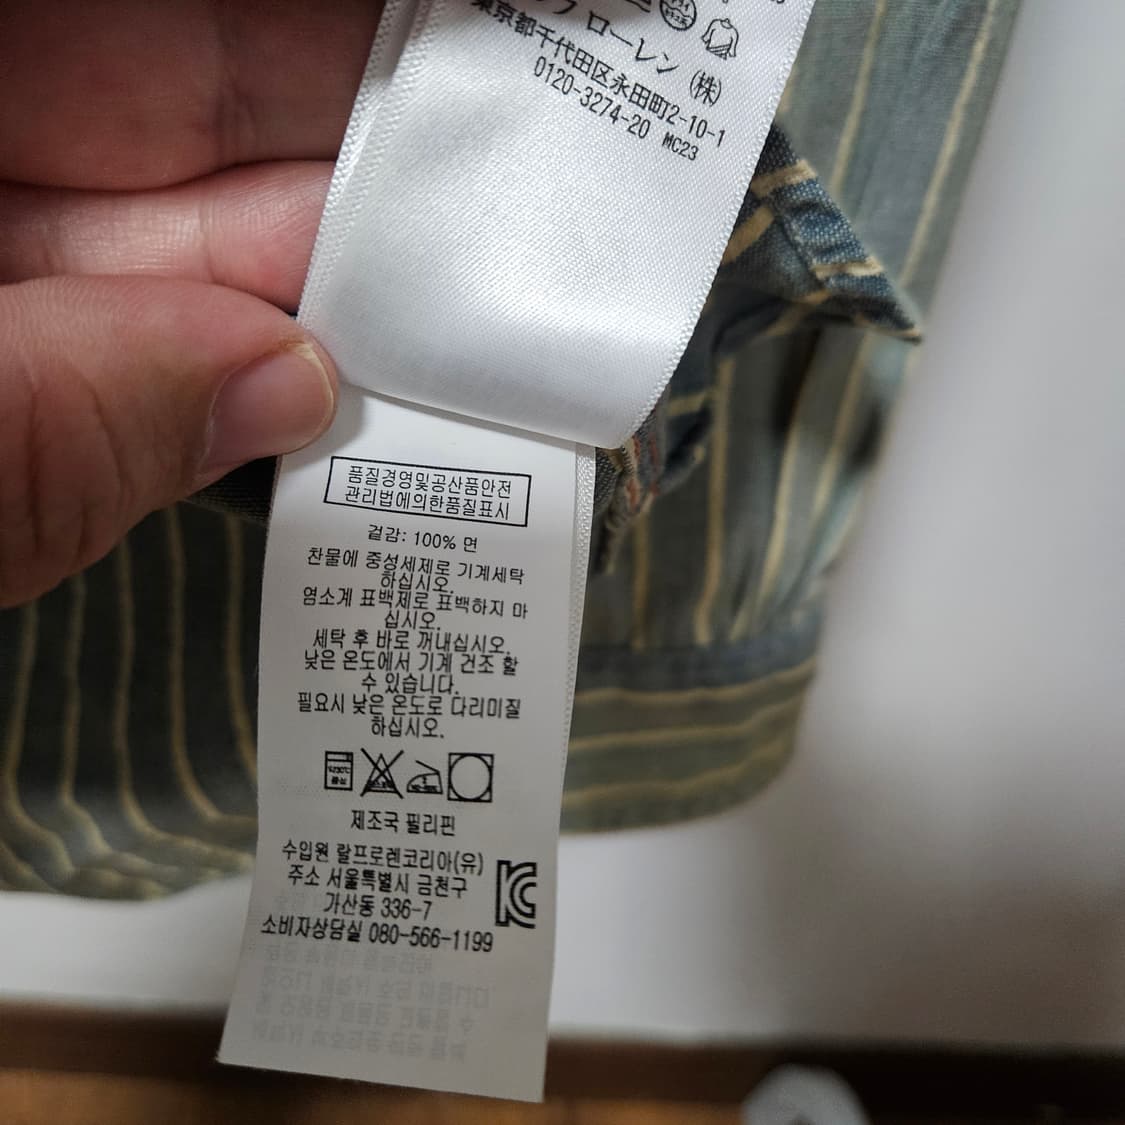 ローレン (株)
東京都千代田区永田町2-10-1
0120-3274-20 MC23
품질경영및공산품안전
관리법에의한품질표시
겉감: 100% 면
찬물에 중성세제로 기계세탁
하십시오.
염소계 표백제로 표백하지 마
십시오.
세탁 후 바로 꺼내십시오.
낮은 온도에서 기계 건조 할
수 있습니다.
필요시 낮은 온도로 다리미질
하십시오.
제조국 필리핀
수입원 랄프로렌코리아(유)
주소 서울특별시 금천구
가산동 336-7
소비자상담실 080-566-1199